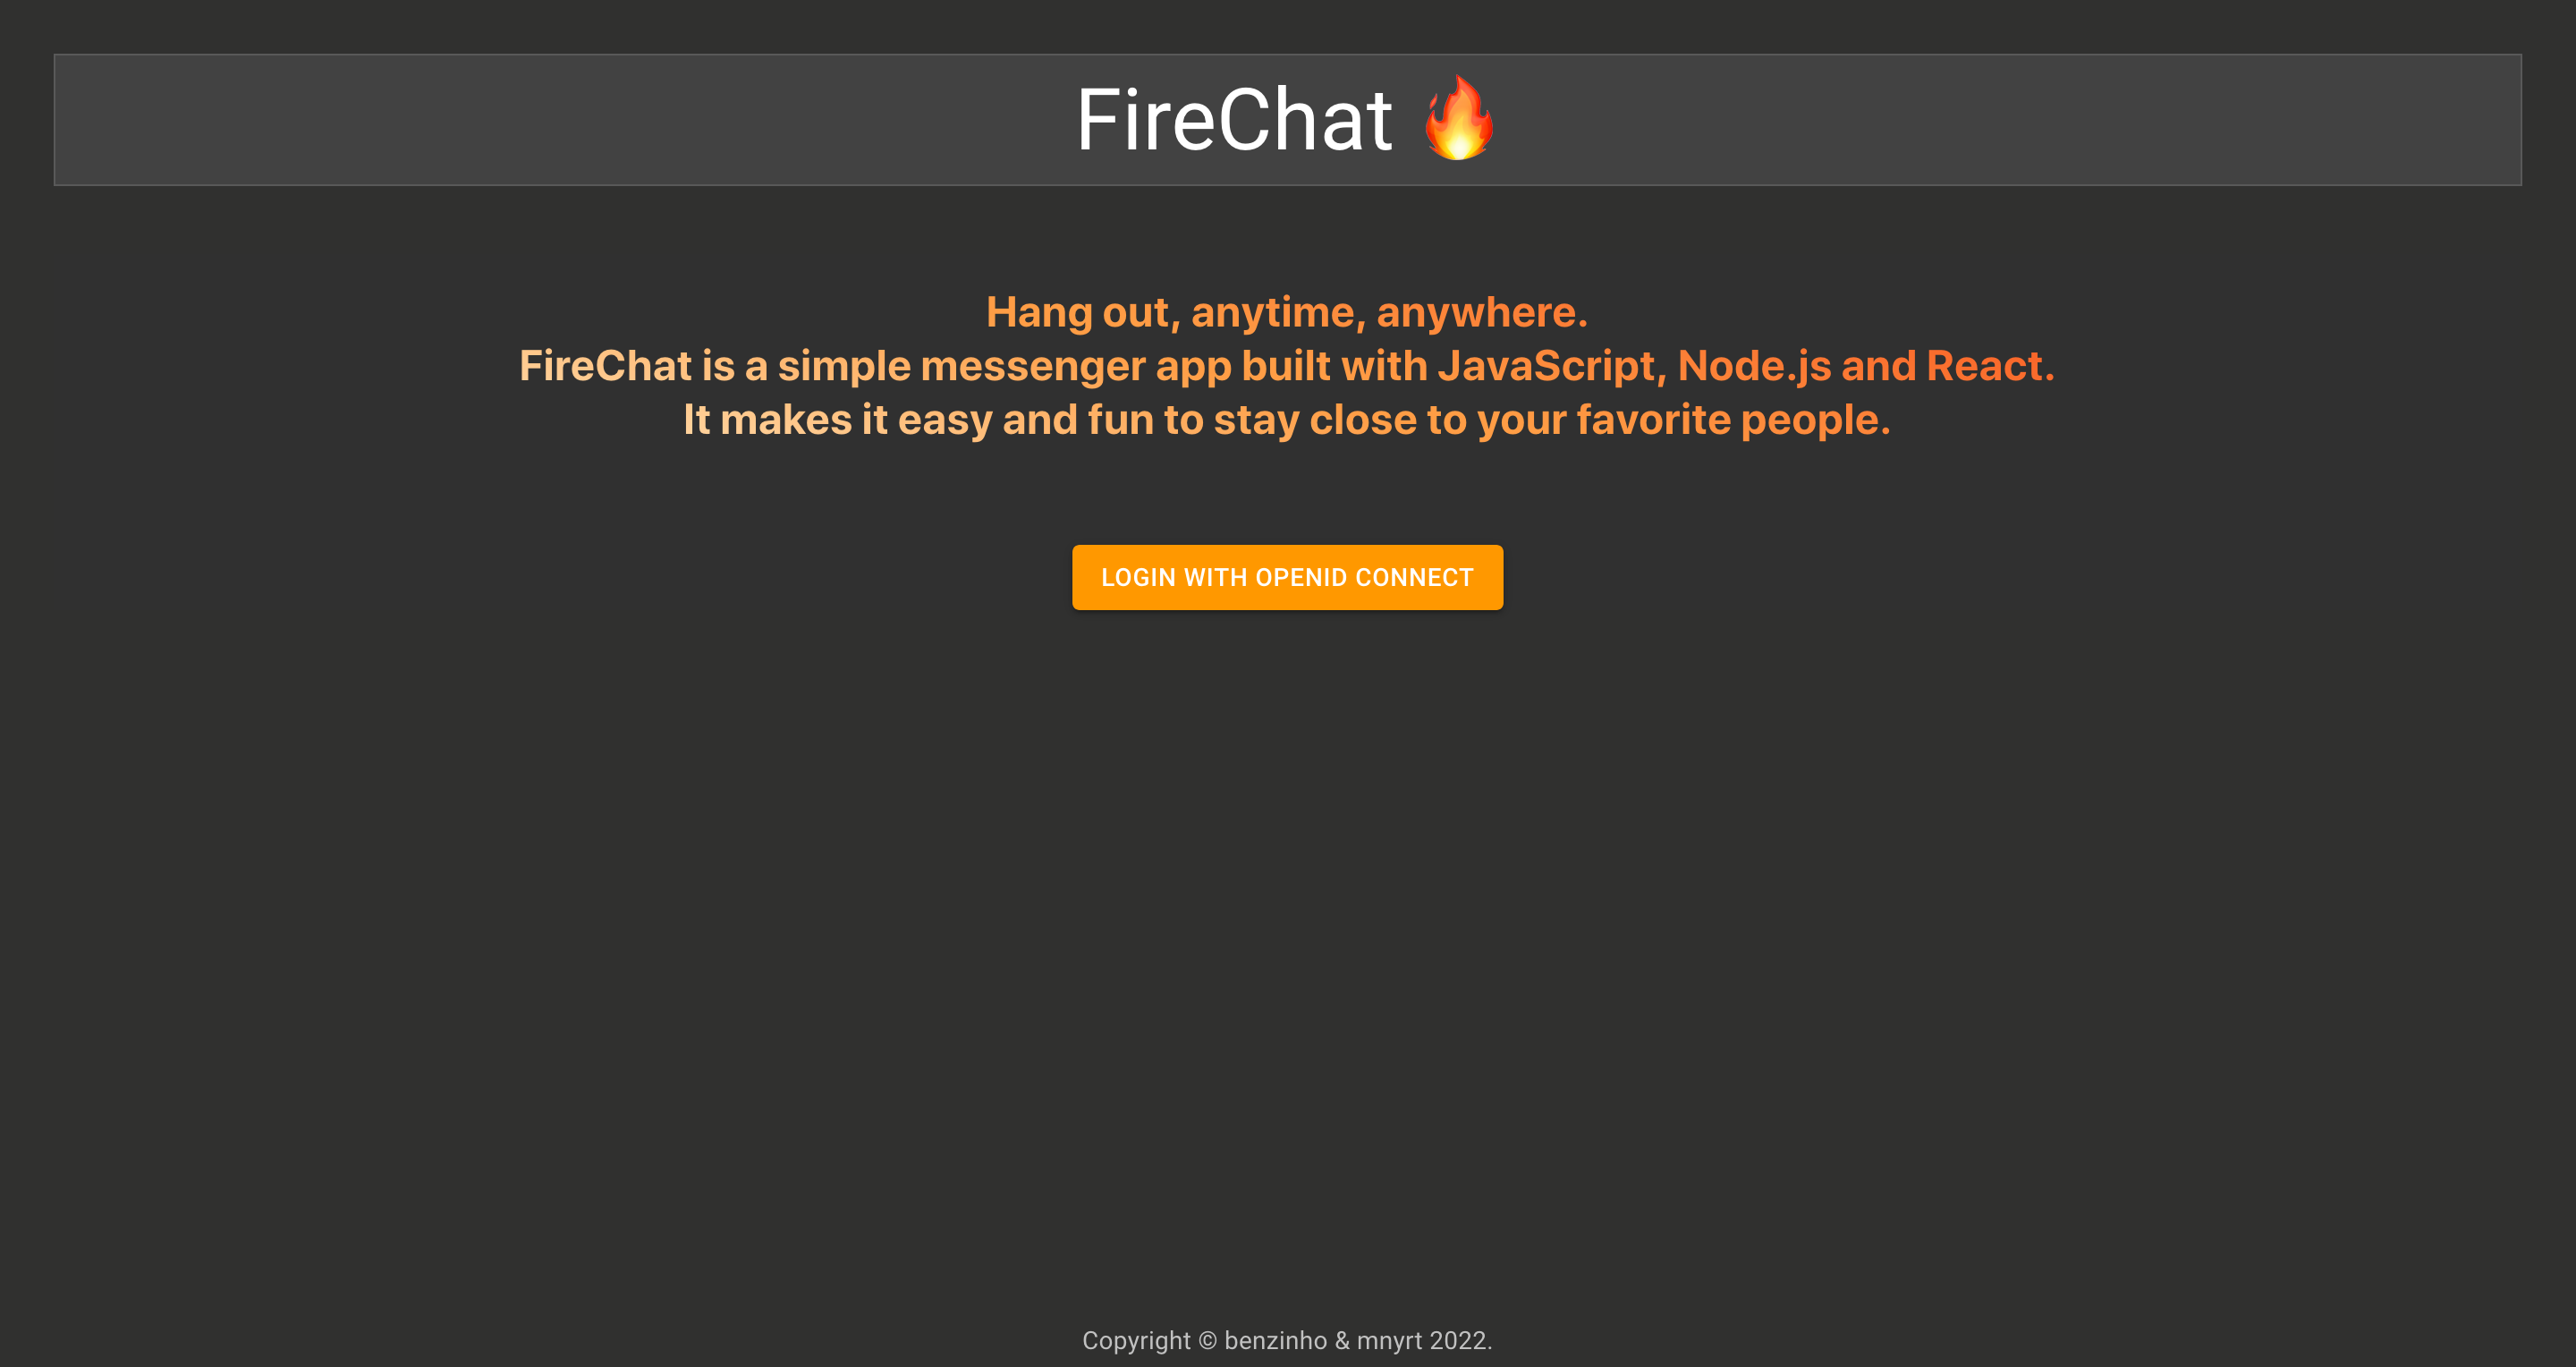 FireChat 🔥
Hang out, anytime, anywhere.
FireChat is a simple messenger app built with JavaScript, Node.js and React.
It makes it easy and fun to stay close to your favorite people.
LOGIN WITH OPENID CONNECT
Copyright © benzinho & mnyrt 2022.